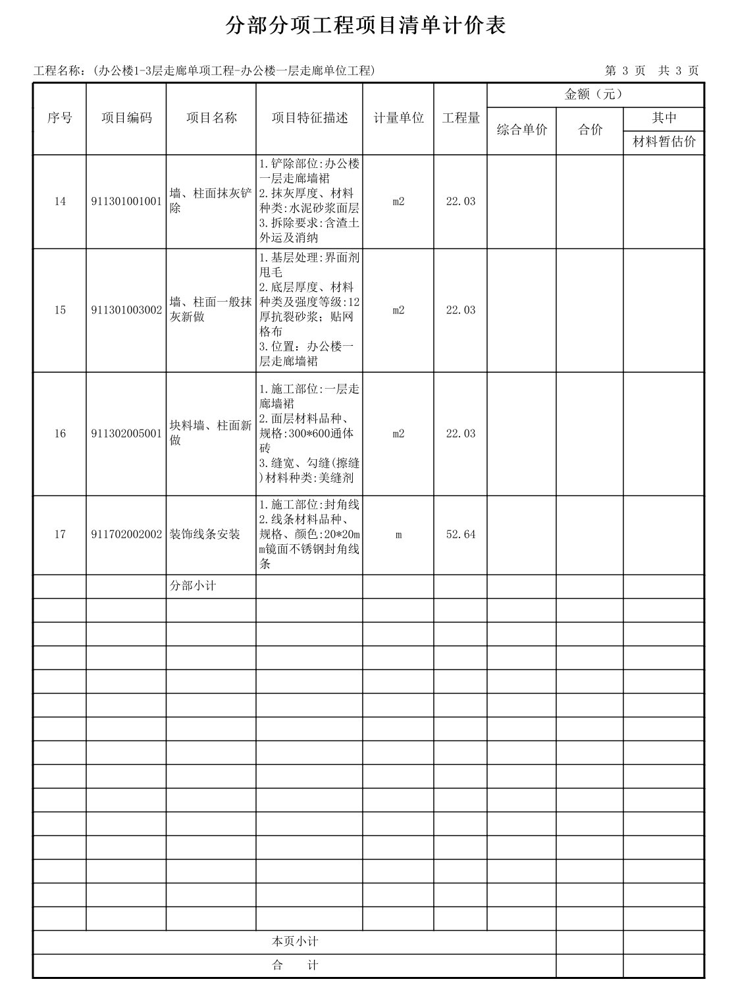 分部分项工程项目清单计价表
工程名称：(办公楼1-3层走廊单项工程-办公楼一层走廊单位工程)
第 3 页  共 3 页
序号
项目编码
项目名称
项目特征描述
计量单位
工程量
金额（元）
综合单价
合价
其中
材料暂估价
14
911301001001
墙、柱面抹灰铲
除
1.铲除部位:办公楼
一层走廊墙裙
2.抹灰厚度、材料
种类:水泥砂浆面层
3.拆除要求:含渣土
外运及消纳
m2
22.03
15
911301003002
墙、柱面一般抹
灰新做
1.基层处理:界面剂
甩毛
2.底层厚度、材料
种类及强度等级:12
厚抗裂砂浆；贴网
格布
3.位置：办公楼一
层走廊墙裙
m2
22.03
16
911302005001
块料墙、柱面新
做
1.施工部位:一层走
廊墙裙
2.面层材料品种、
规格:300*600通体
砖
3.缝宽、勾缝(擦缝
)材料种类:美缝剂
m2
22.03
17
911702002002
装饰线条安装
1.施工部位:封角线
2.线条材料品种、
规格、颜色:20*20m
m镜面不锈钢封角线
条
m
52.64
分部小计
本页小计
合    计